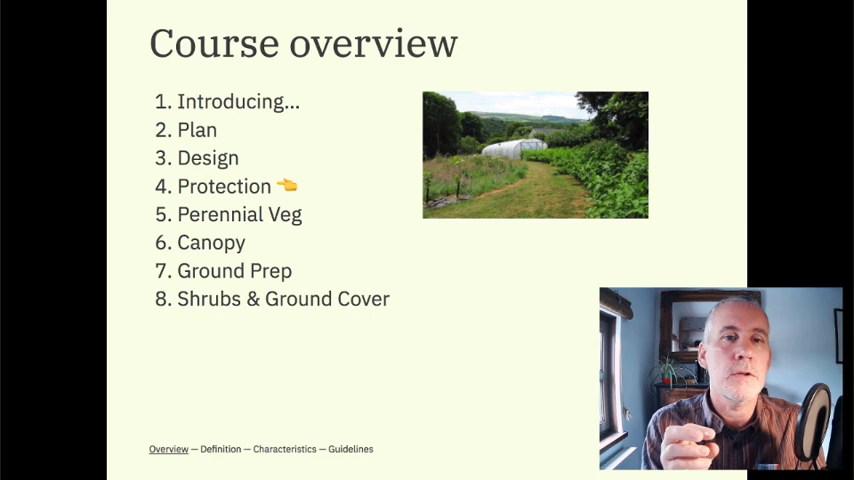 Course overview
1. Introducing...
2. Plan
3. Design
4. Protection 👈
5. Perennial Veg
6. Canopy
7. Ground Prep
8. Shrubs & Ground Cover
Overview — Definition — Characteristics — Guidelines